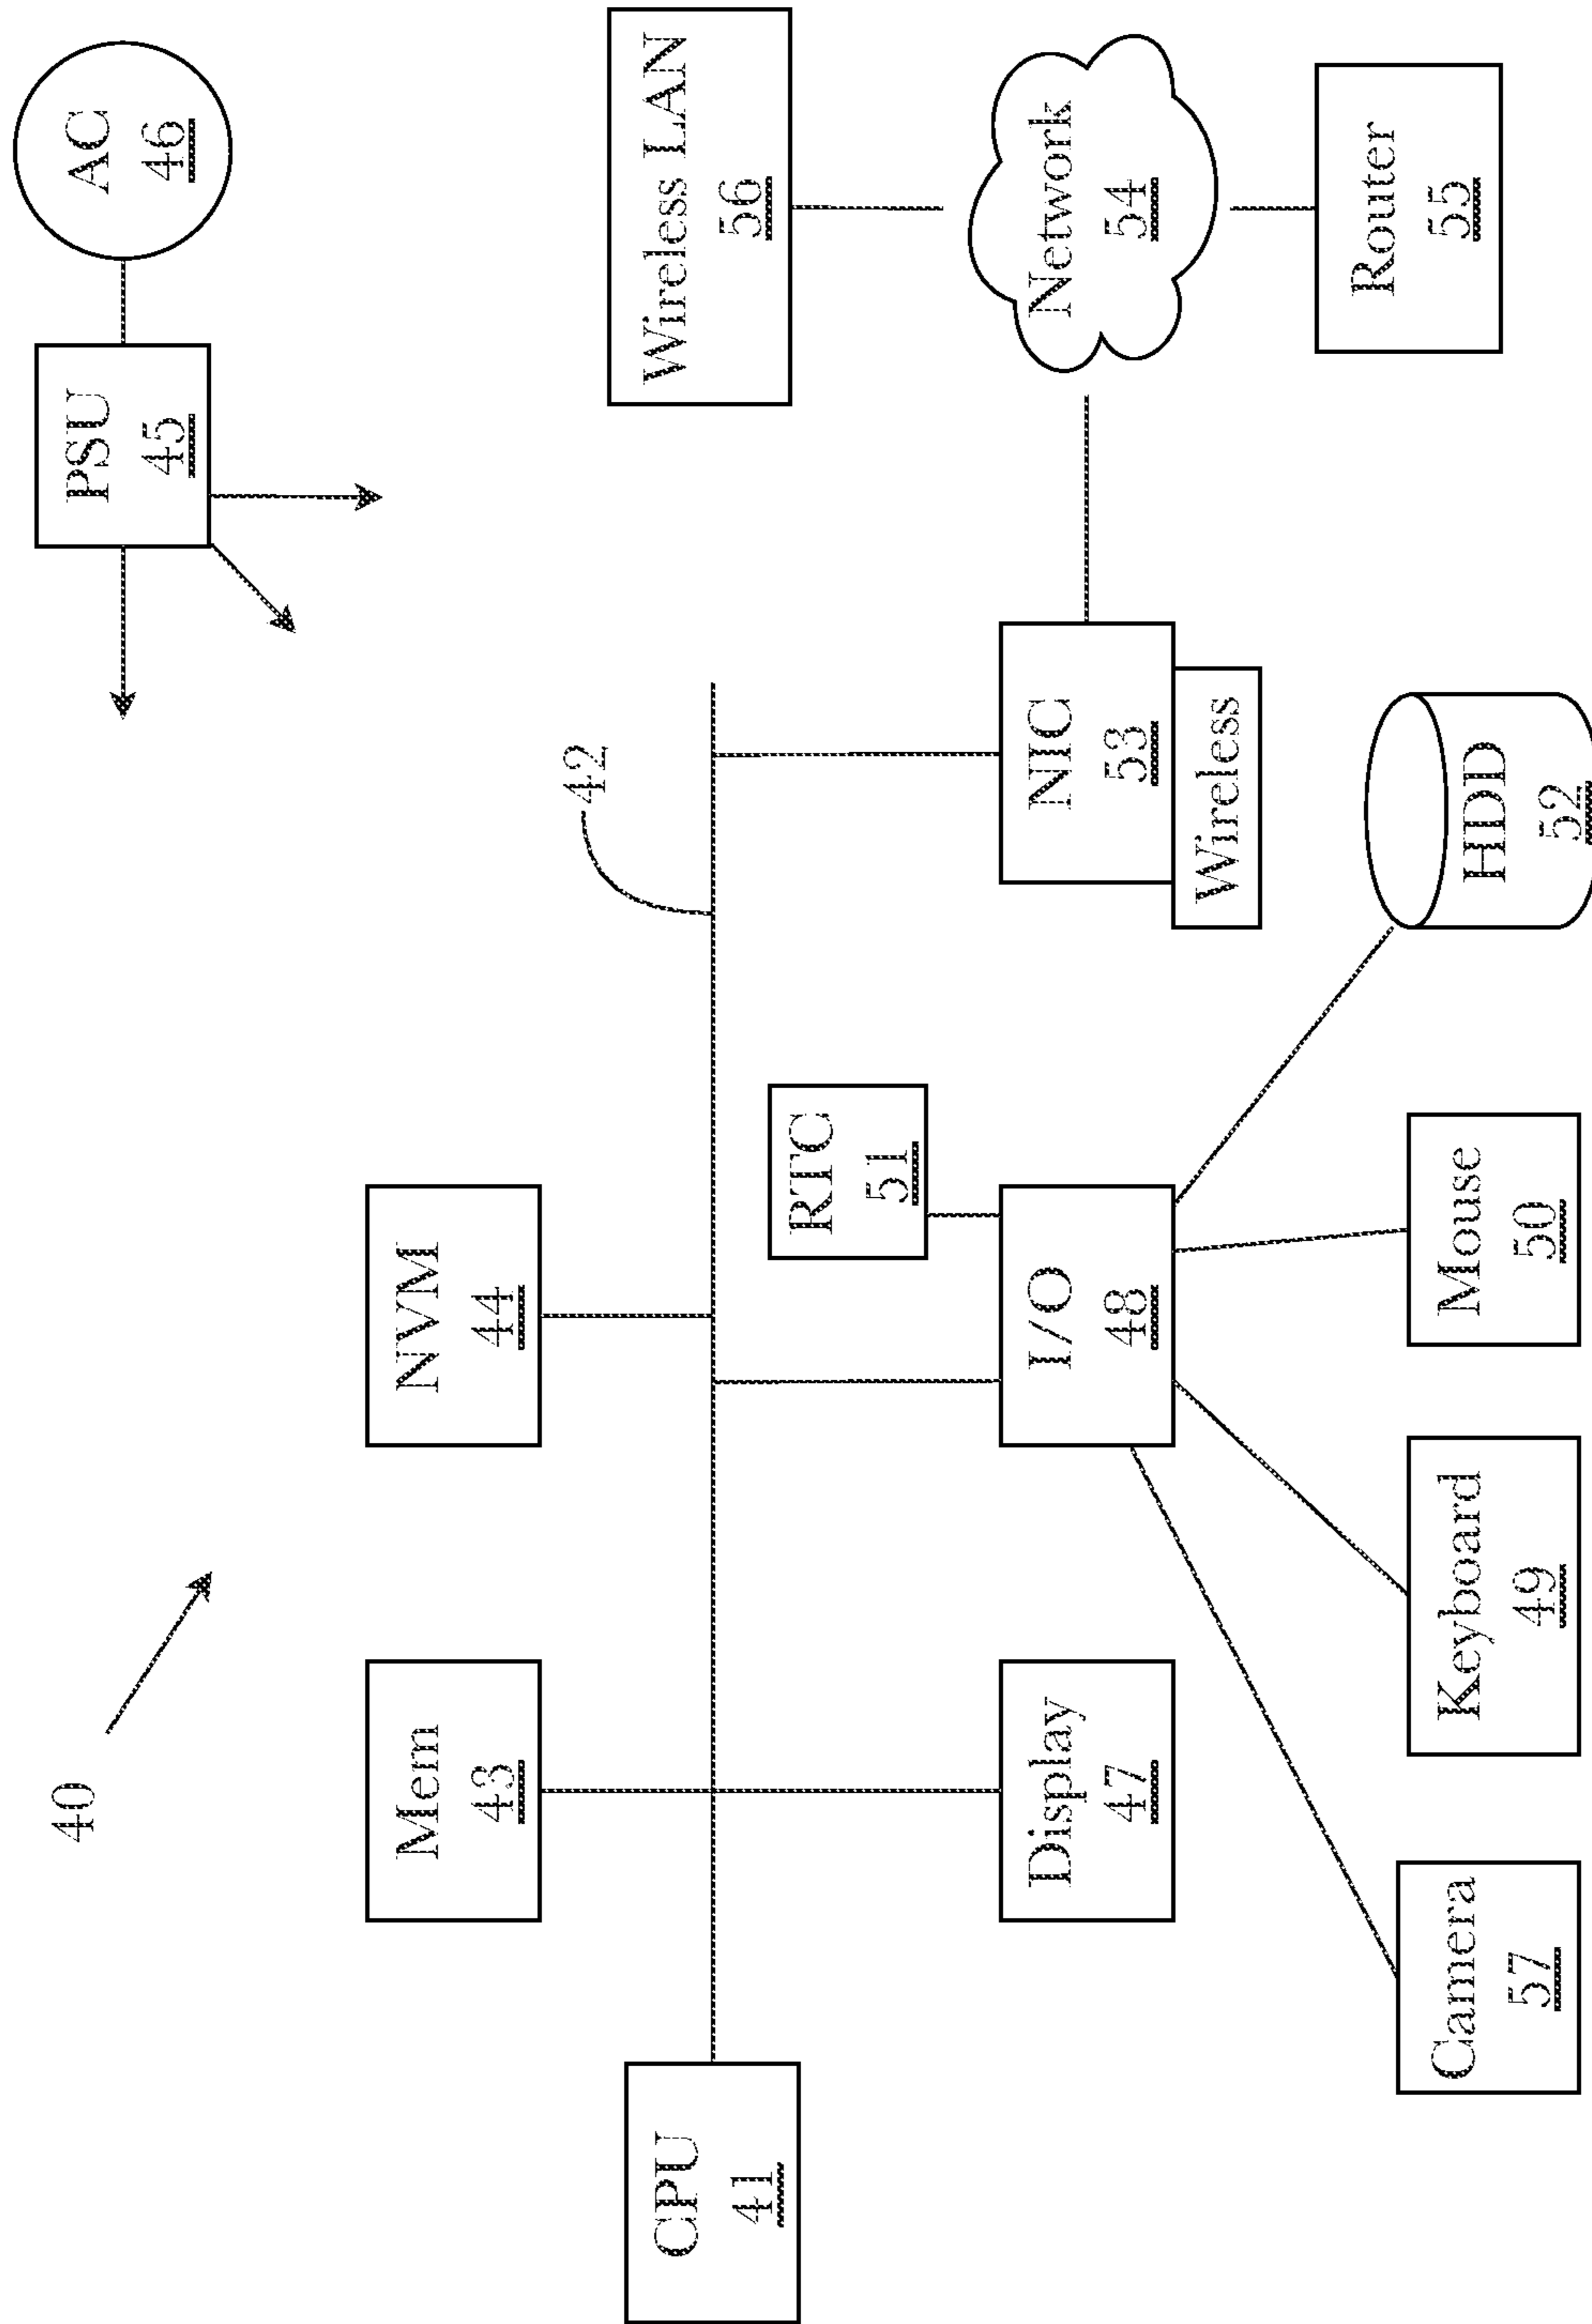 40
PSU
45
AC
46
Mem
43
NVM
44
42
CPU
41
RTC
51
Wireless LAN
56
Display
47
I/O
48
NIC
53
Wireless
Network
54
Camera
57
Keyboard
49
Mouse
50
HDD
52
Router
55